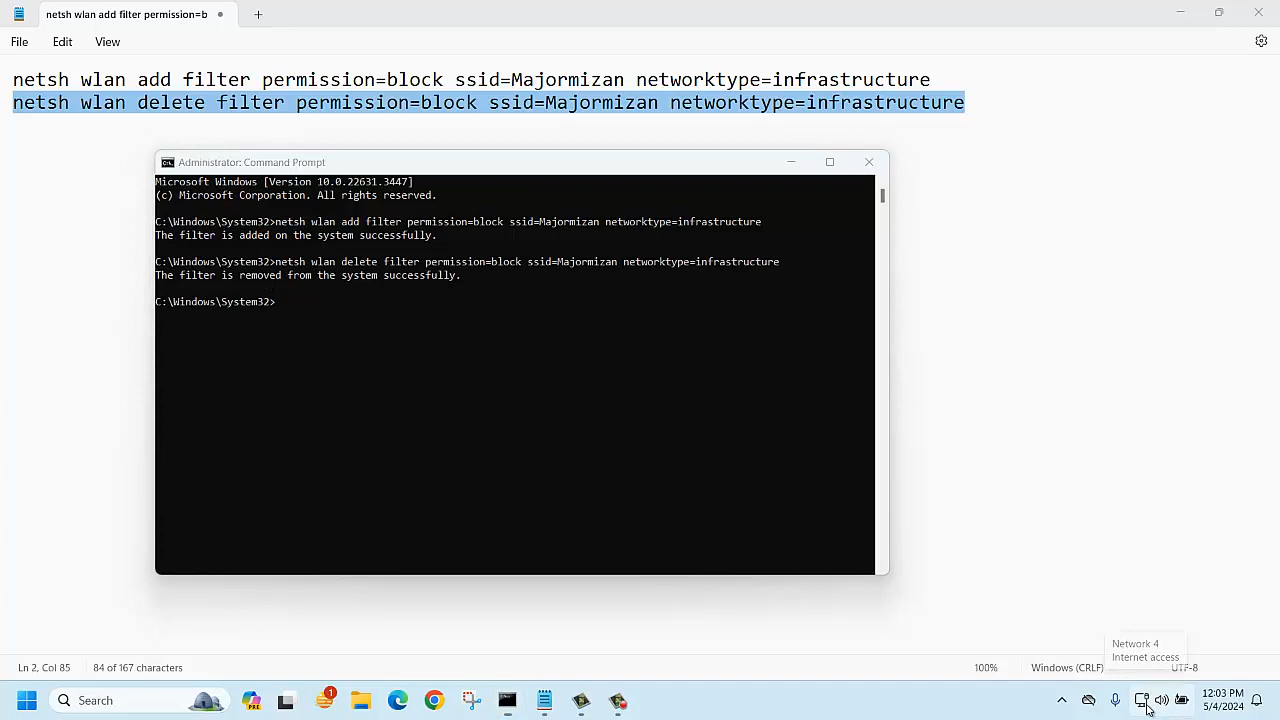 netsh wlan add filter permission=b
File Edit View
netsh wlan add filter permission=block ssid=Majormizan networktype=infrastructure
netsh wlan delete filter permission=block ssid=Majormizan networktype=infrastructure
Administrator: Command Prompt
Microsoft Windows [Version 10.0.22631.3447]
(c) Microsoft Corporation. All rights reserved.
C:\Windows\System32>netsh wlan add filter permission=block ssid=Majormizan networktype=infrastructure
The filter is added on the system successfully.
C:\Windows\System32>netsh wlan delete filter permission=block ssid=Majormizan networktype=infrastructure
The filter is removed from the system successfully.
C:\Windows\System32>
Network 4
Internet access
Ln 2, Col 85 84 of 167 characters 100% Windows (CRLF) UTF-8
Search PRE 1 12:03 PM
5/4/2024